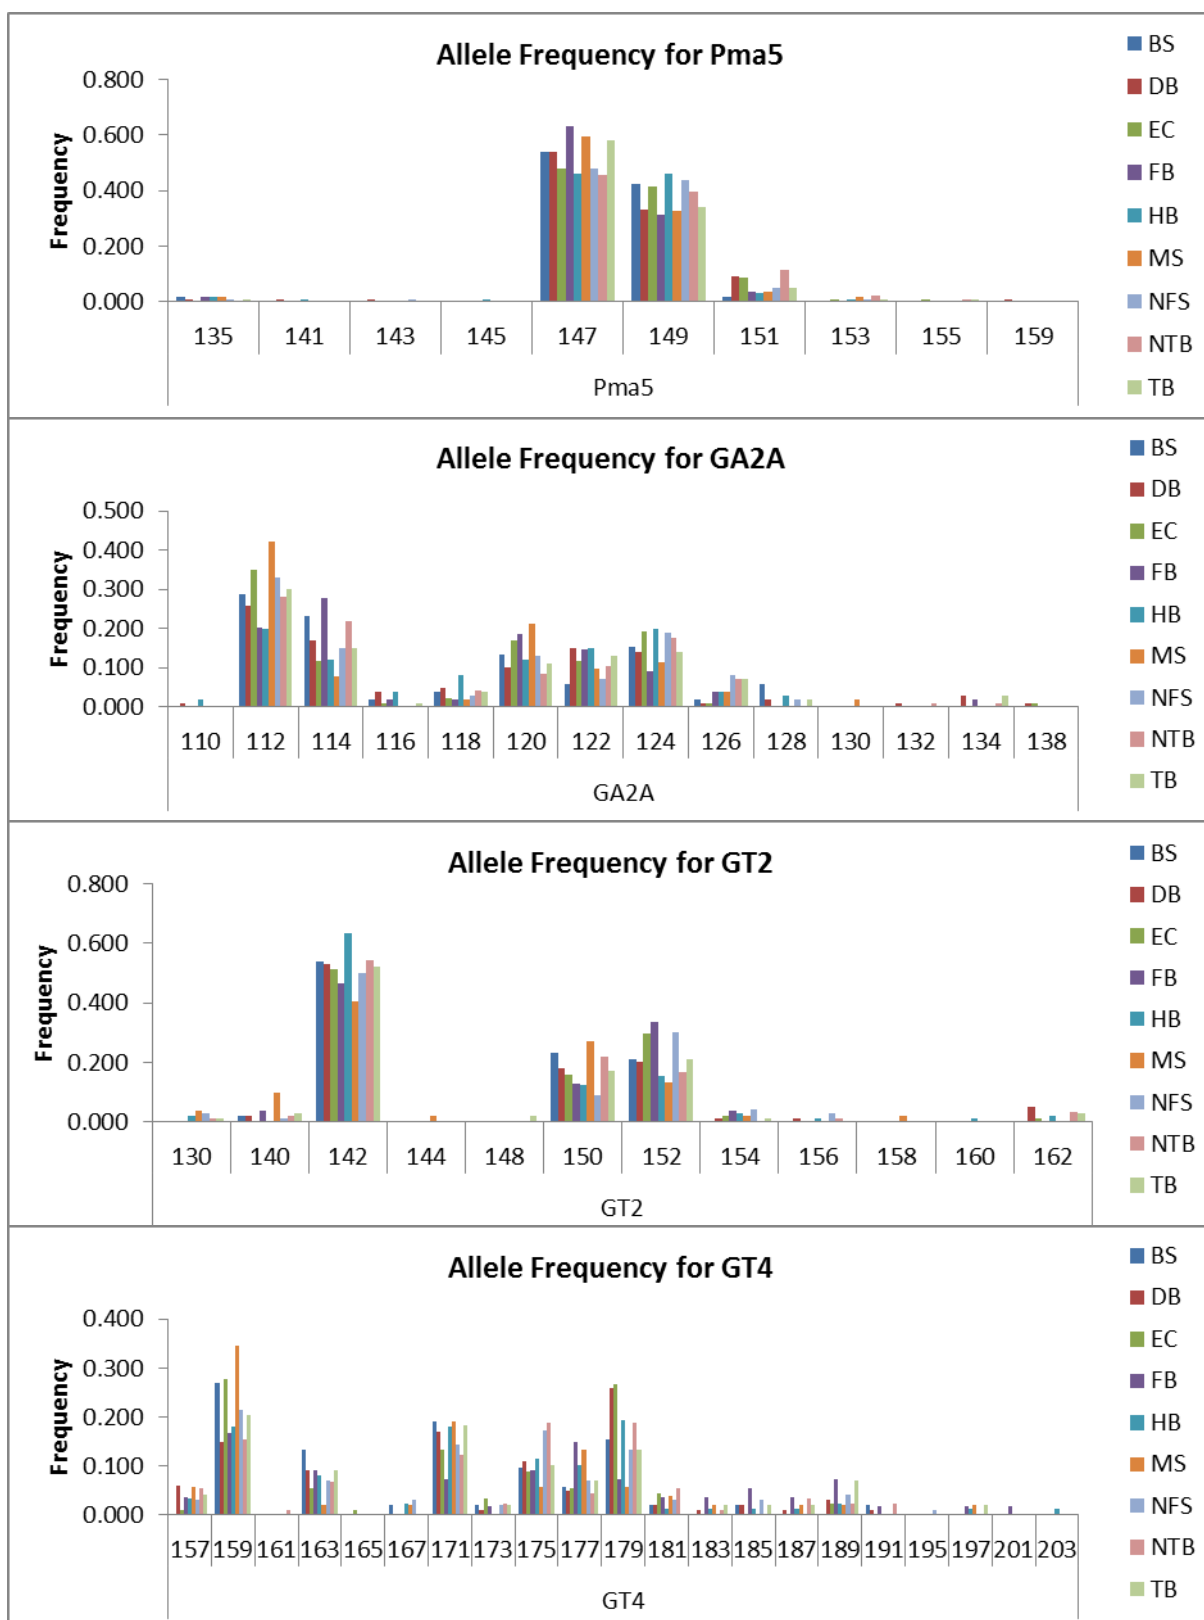 Allele Frequency for Pma5
0.800
0.600
0.400
0.200
0.000
Frequency
135 141 143 145 147 149 151 153 155 159
Pma5
BS
DB
EC
FB
HB
MS
NFS
NTB
TB
Allele Frequency for GA2A
0.500
0.400
0.300
0.200
0.100
0.000
Frequency
110 112 114 116 118 120 122 124 126 128 130 132 134 138
GA2A
BS
DB
EC
FB
HB
MS
NFS
NTB
TB
Allele Frequency for GT2
0.800
0.600
0.400
0.200
0.000
Frequency
130 140 142 144 148 150 152 154 156 158 160 162
GT2
BS
DB
EC
FB
HB
MS
NFS
NTB
TB
Allele Frequency for GT4
0.400
0.300
0.200
0.100
0.000
Frequency
157 159 161 163 165 167 171 173 175 177 179 181 183 185 187 189 191 195 197 201 203
GT4
BS
DB
EC
FB
HB
MS
NFS
NTB
TB